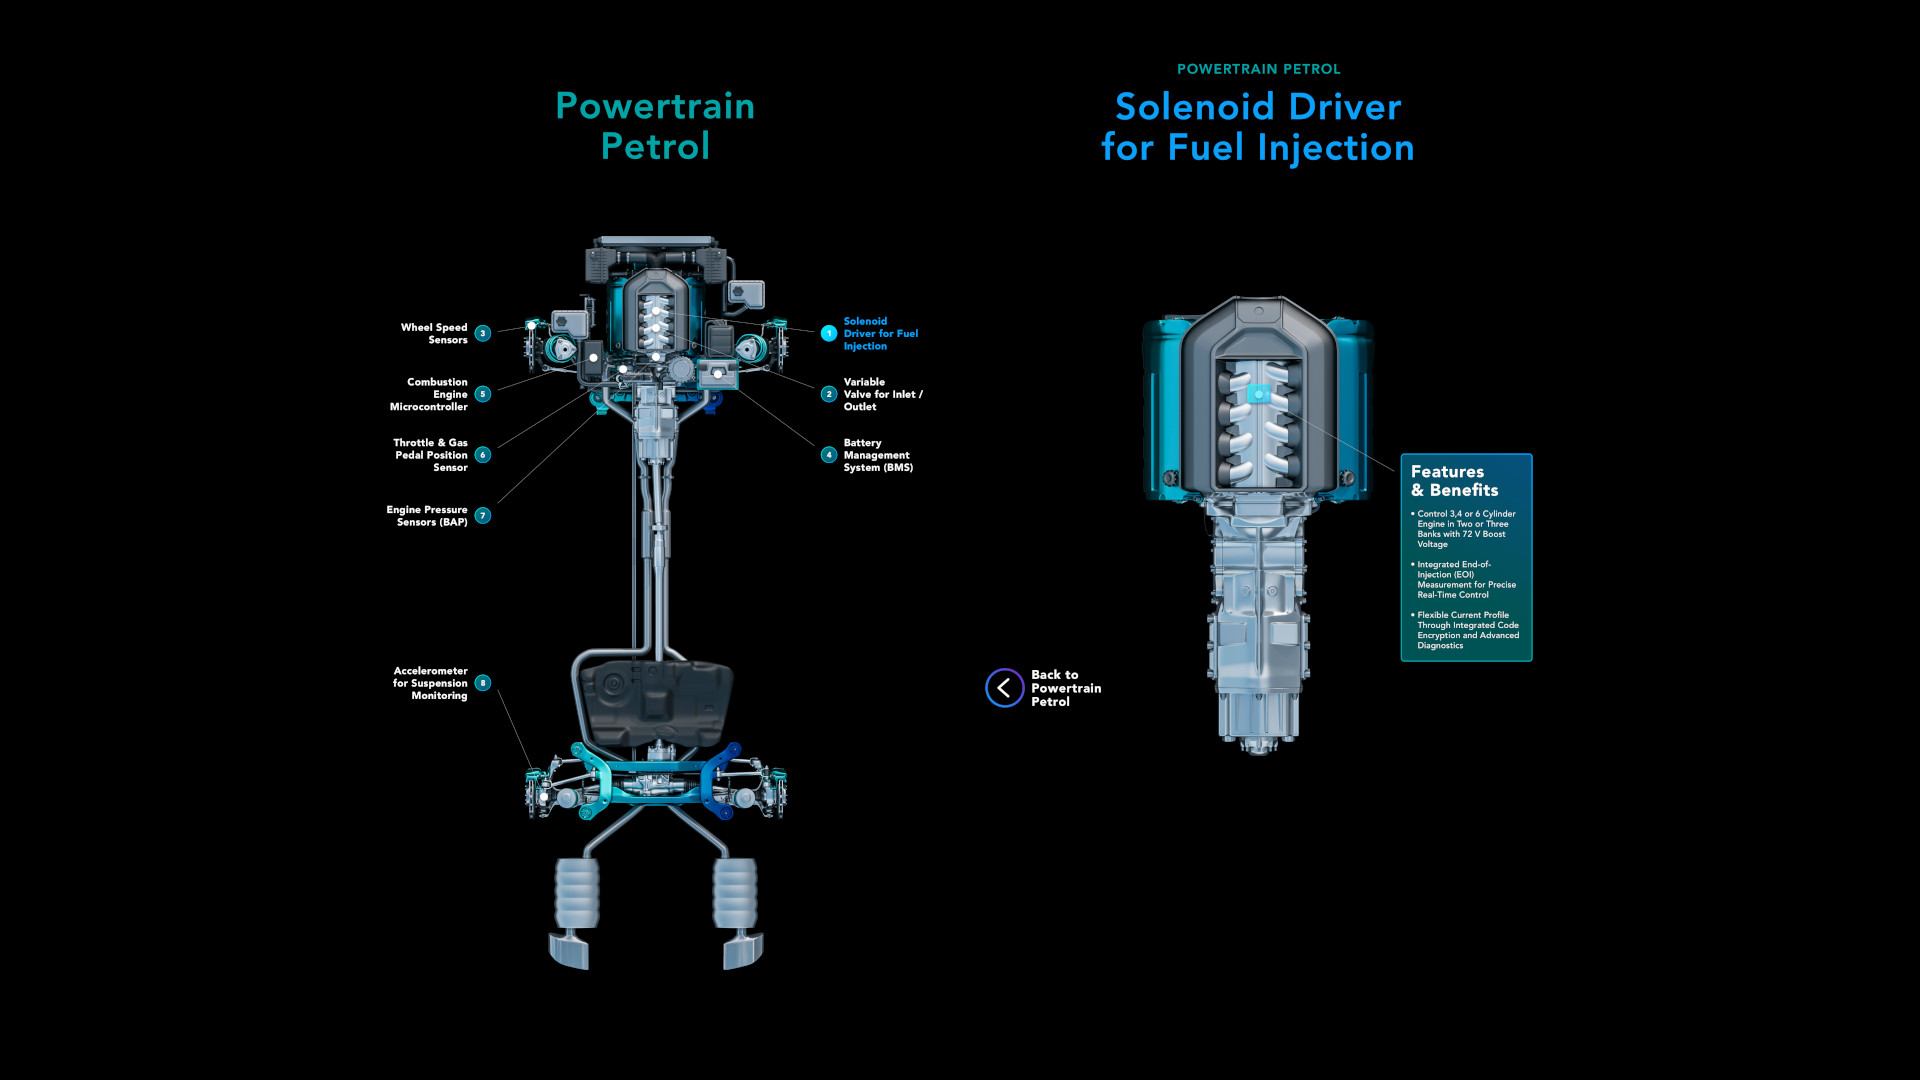 Powertrain
Petrol
Wheel Speed
Sensors
3
Combustion
Engine
Microcontroller
5
Throttle & Gas
Pedal Position
Sensor
6
Engine Pressure
Sensors (BAP)
7
Accelerometer
for Suspension
Monitoring
8
1
Solenoid
Driver for Fuel
Injection
2
Variable
Valve for Inlet /
Outlet
4
Battery
Management
System (BMS)
POWERTRAIN PETROL
Solenoid Driver
for Fuel Injection
Features
& Benefits
• Control 3,4 or 6 Cylinder
Engine in Two or Three
Banks with 72 V Boost
Voltage
• Integrated End-of-
Injection (EOI)
Measurement for Precise
Real-Time Control
• Flexible Current Profile
Through Integrated Code
Encryption and Advanced
Diagnostics
Back to
Powertrain
Petrol